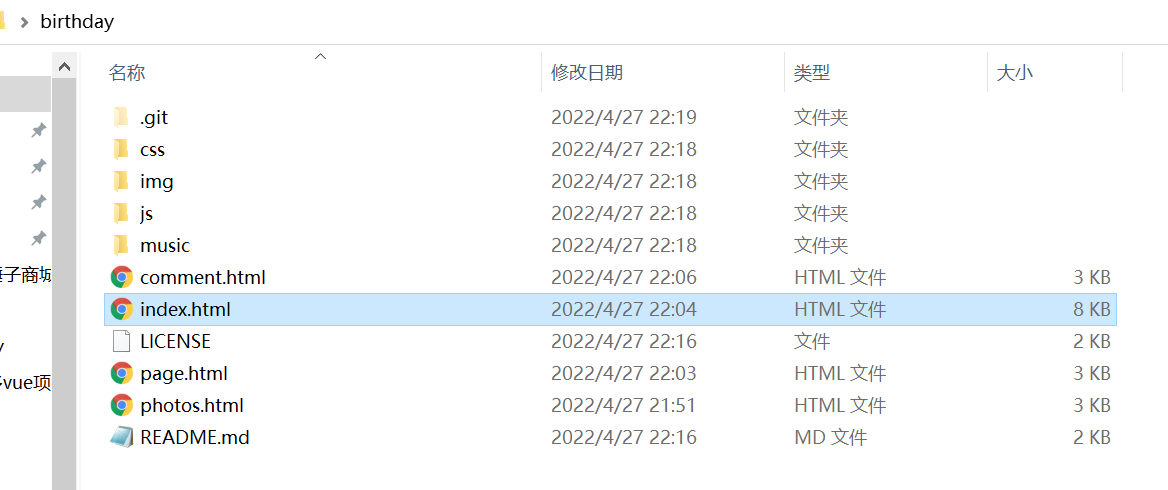 birthday
名称 修改日期 类型 大小
.git 2022/4/27 22:19 文件夹
css 2022/4/27 22:18 文件夹
img 2022/4/27 22:18 文件夹
js 2022/4/27 22:18 文件夹
music 2022/4/27 22:18 文件夹
子商城
comment.html 2022/4/27 22:06 HTML 文件 3 KB
index.html 2022/4/27 22:04 HTML 文件 8 KB
LICENSE 2022/4/27 22:16 文件 2 KB
vue项
page.html 2022/4/27 22:03 HTML 文件 3 KB
photos.html 2022/4/27 21:51 HTML 文件 3 KB
README.md 2022/4/27 22:16 MD 文件 2 KB